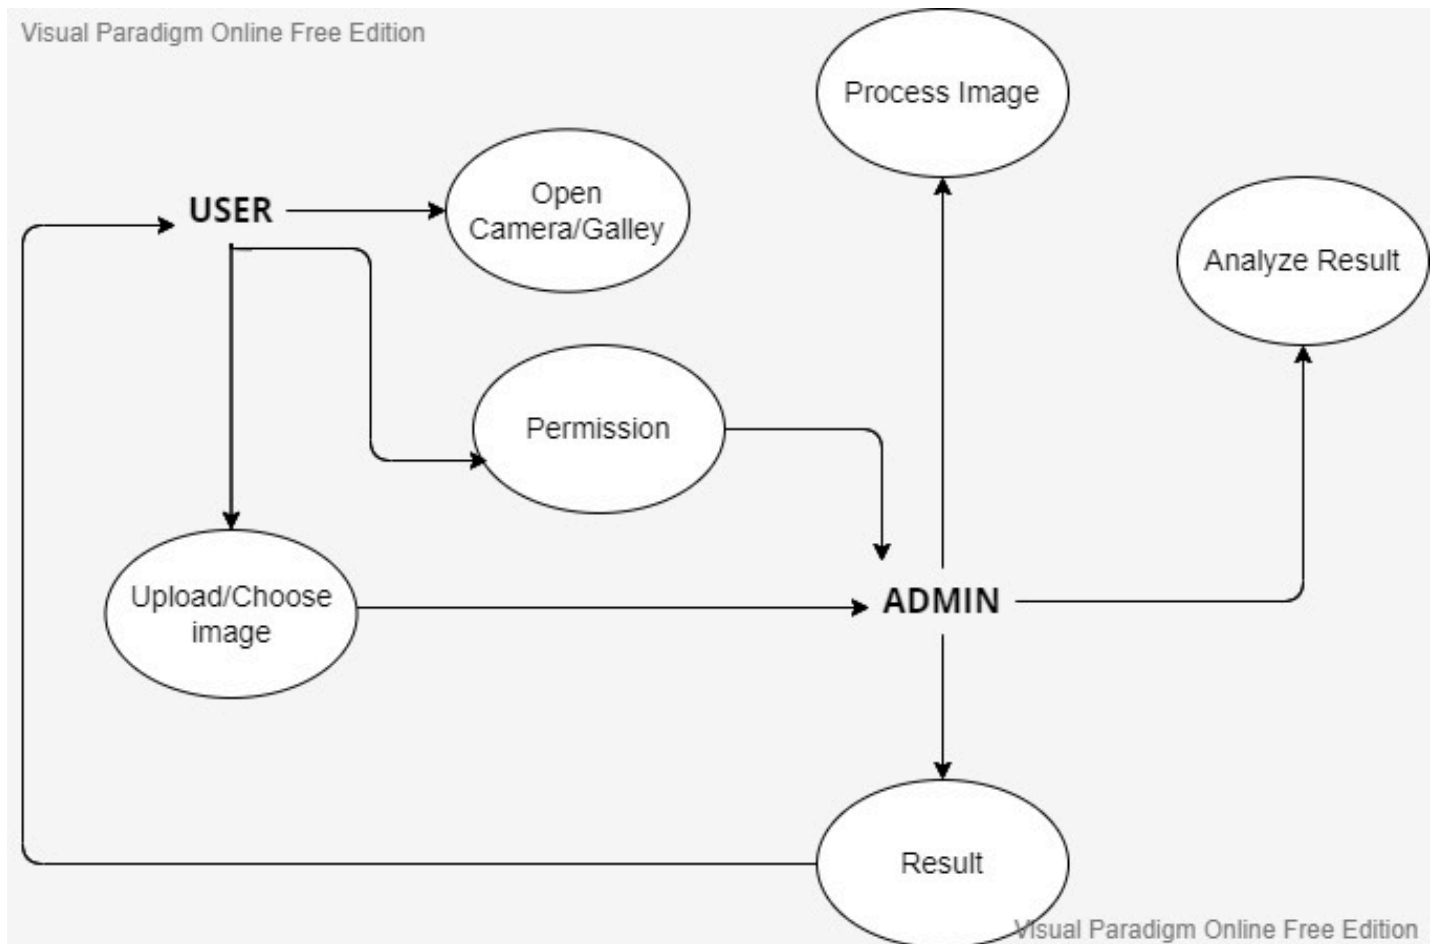 Visual Paradigm Online Free Edition
Process Image
USER
Open
Camera/Galley
Analyze Result
Permission
Upload/Choose
image
ADMIN
Result
Visual Paradigm Online Free Edition